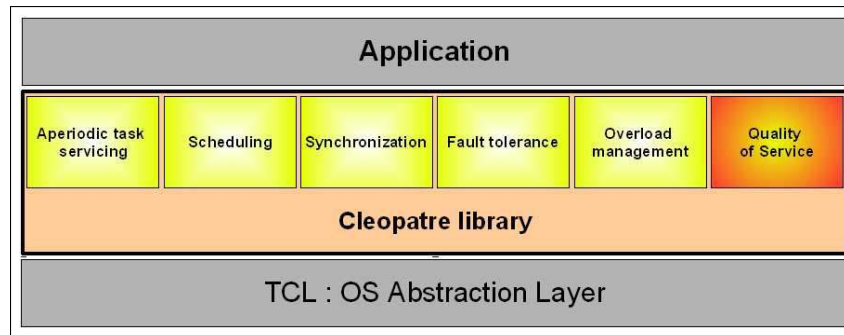 Application
Aperiodic task
servicing
Scheduling
Synchronization
Fault tolerance
Overload
management
Quality
of Service
Cleopatre library
TCL : OS Abstraction Layer